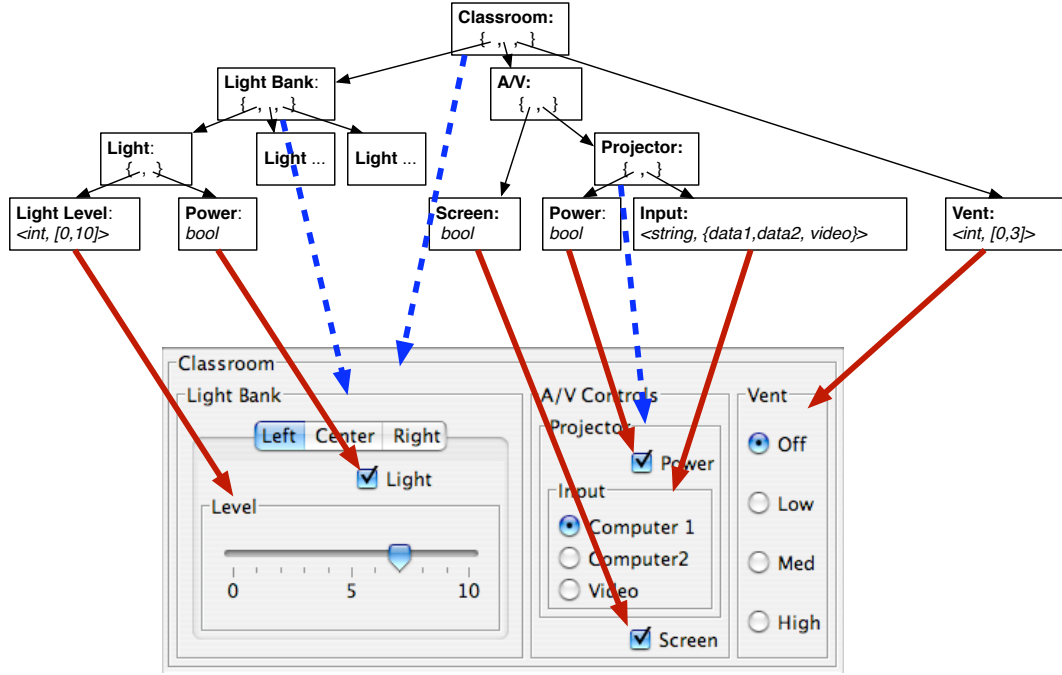 Classroom:
{ , , }
Light Bank:
{ , , }
A/V:
{ , }
Light:
{ , }
Light ...
Light ...
Projector:
{ , }
Light Level:
<int, [0,10]>
Power:
bool
Screen:
bool
Power:
bool
Input:
<string, {data1,data2, video}>
Vent:
<int, [0,3]>
Classroom
Light Bank
Left Center Right
Light
Level
0 5 10
A/V Controls
Projector
Power
Input
Computer 1
Computer2
Video
Screen
Vent
Off
Low
Med
High